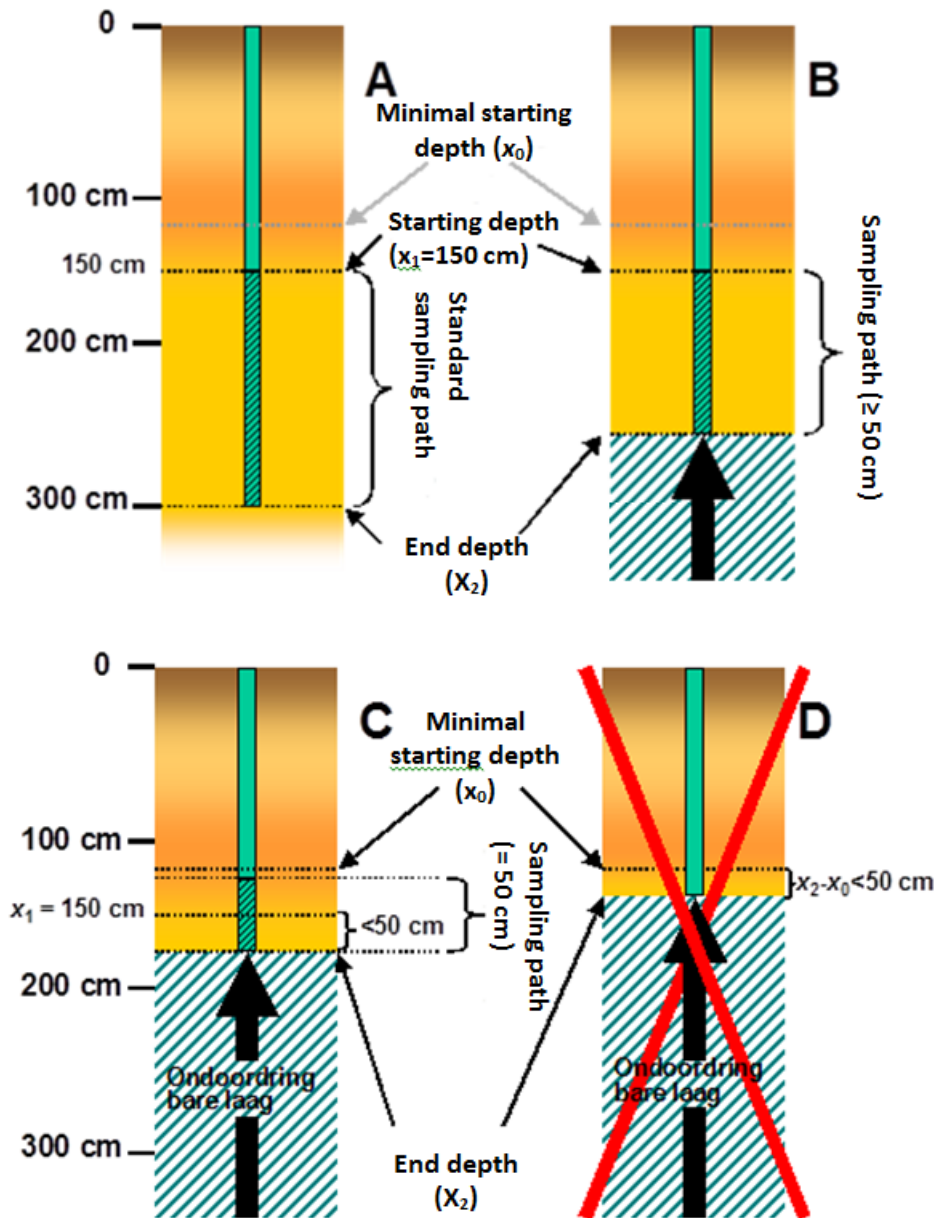 0
A
B
Minimal starting
depth (x₀)
100 cm
Starting depth
(x₁=150 cm)
150 cm
Standard
sampling path
Sampling path (≥ 50 cm)
200 cm
300 cm
End depth
(X₂)
0
C
D
Minimal
starting depth
(x₀)
100 cm
Sampling path
(=50 cm)
x₂-x₀<50 cm
x₁ = 150 cm
<50 cm
200 cm
Ondoordring
bare laag
Ondoordring
bare laag
300 cm
End depth
(X₂)